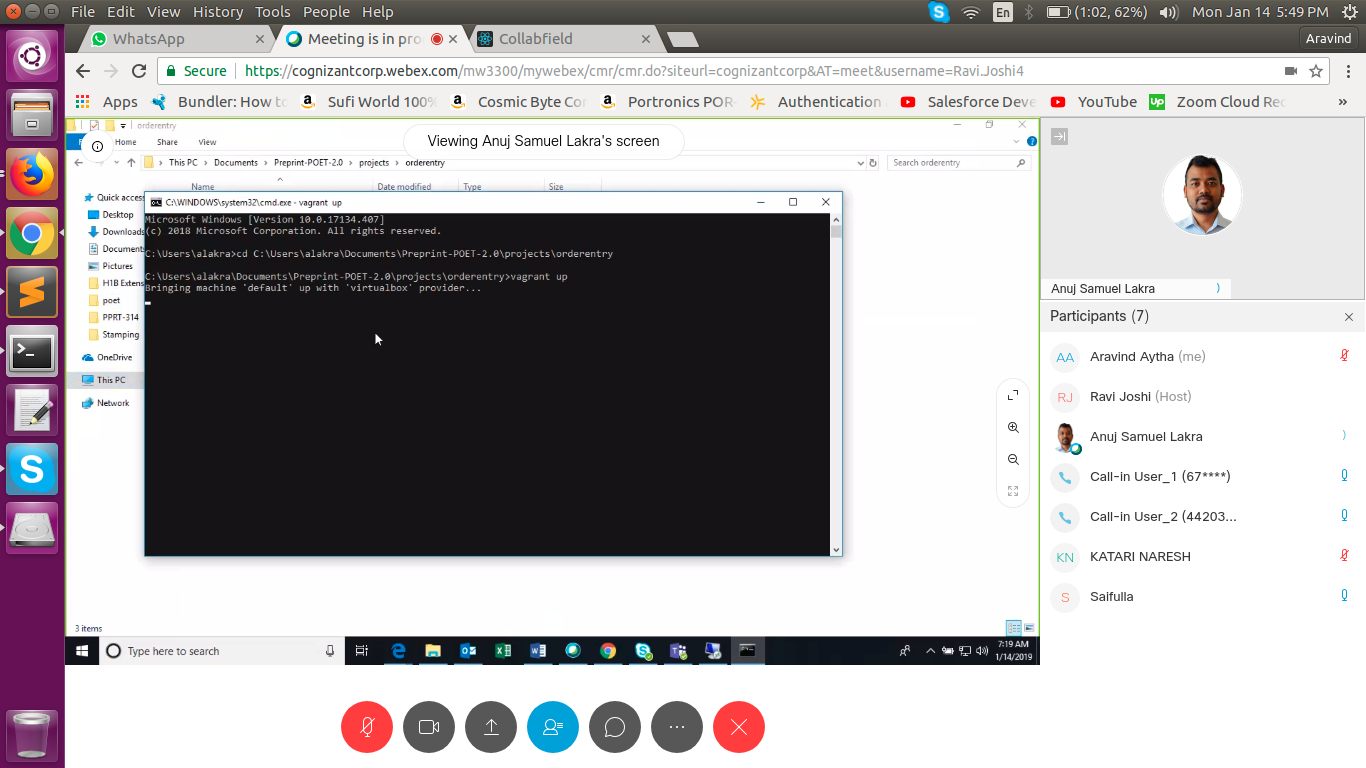 File Edit View History Tools People Help
En (1:02, 62%) Mon Jan 14 5:49 PM
WhatsApp
Meeting is in pro
Collabfield
Aravind
Secure https://cognizantcorp.webex.com/mw3300/mywebex/cmr/cmr.do?siteurl=cognizantcorp&AT=meet&username=Ravi.Joshi4
Apps Bundler: How to Sufi World 100% Cosmic Byte Co Portronics POR Authentication Salesforce Deve YouTube Up Zoom Cloud Rec »
orderentry
Home Share View
Viewing Anuj Samuel Lakra's screen
This PC Documents Preprint-POET-2.0 projects orderentry
Search orderentry
Name Date modified Type Size
Quick access
Desktop
Downloads
Documents
Pictures
H1B Extens
poet
PPRT-314
Stamping
OneDrive
This PC
Network
C:\WINDOWS\system32\cmd.exe - vagrant up
Microsoft Windows [Version 10.0.17134.407]
(c) 2018 Microsoft Corporation. All rights reserved.
C:\Users\alakra>cd C:\Users\alakra\Documents\Preprint-POET-2.0\projects\orderentry
C:\Users\alakra\Documents\Preprint-POET-2.0\projects\orderentry>vagrant up
Bringing machine 'default' up with 'virtualbox' provider...
3 items
Type here to search
7:19 AM
1/14/2019
Anuj Samuel Lakra
Participants (7)
AA Aravind Aytha (me)
RJ Ravi Joshi (Host)
Anuj Samuel Lakra
Call-in User_1 (67****)
Call-in User_2 (44203...
KN KATARI NARESH
S Saifulla